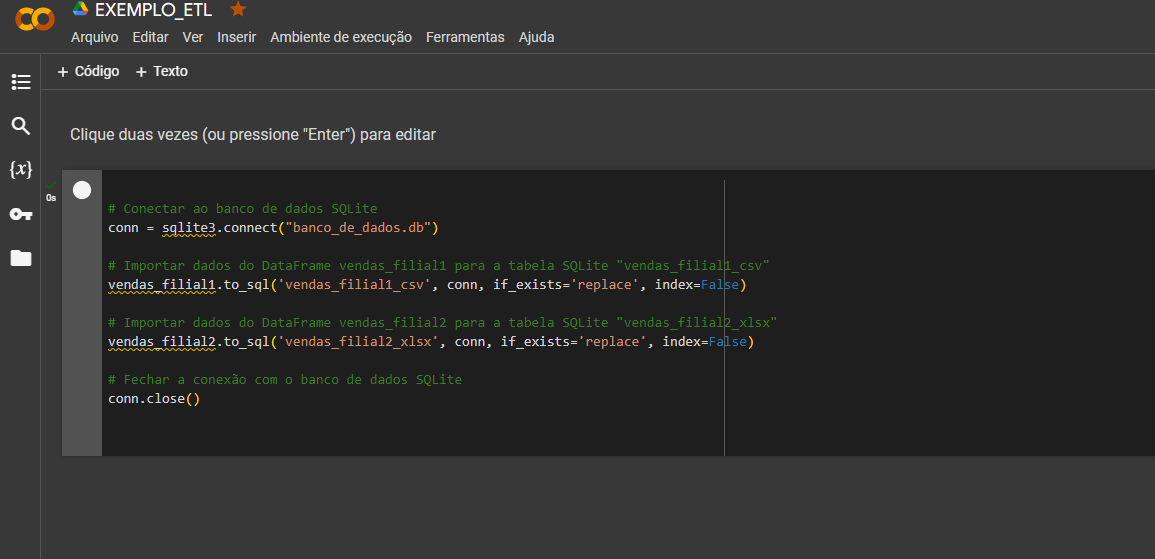 EXEMPLO_ETL
Arquivo Editar Ver Inserir Ambiente de execução Ferramentas Ajuda
+ Código + Texto
Clique duas vezes (ou pressione "Enter") para editar
{x}
0s
# Conectar ao banco de dados SQLite
conn = sqlite3.connect("banco_de_dados.db")
# Importar dados do DataFrame vendas_filial1 para a tabela SQLite "vendas_filial1_csv"
vendas_filial1.to_sql('vendas_filial1_csv', conn, if_exists='replace', index=False)
# Importar dados do DataFrame vendas_filial2 para a tabela SQLite "vendas_filial2_xlsx"
vendas_filial2.to_sql('vendas_filial2_xlsx', conn, if_exists='replace', index=False)
# Fechar a conexão com o banco de dados SQLite
conn.close()